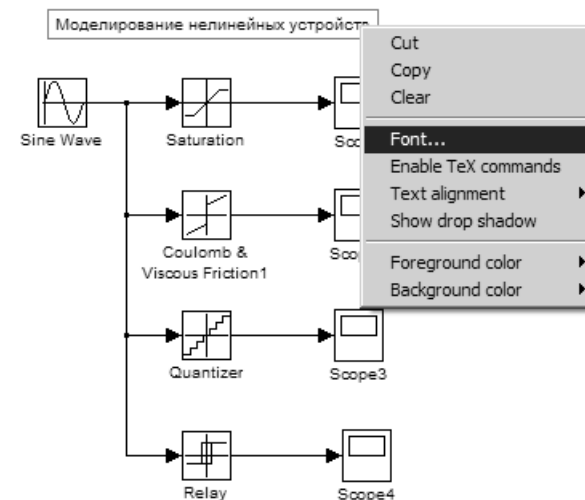 Моделирование нелинейных устройств
Cut
Copy
Clear
Font...
Enable TeX commands
Text alignment
Show drop shadow
Foreground color
Background color
Sine Wave
Saturation
Coulomb &
Viscous Friction1
Quantizer
Scope3
Relay
Scope4